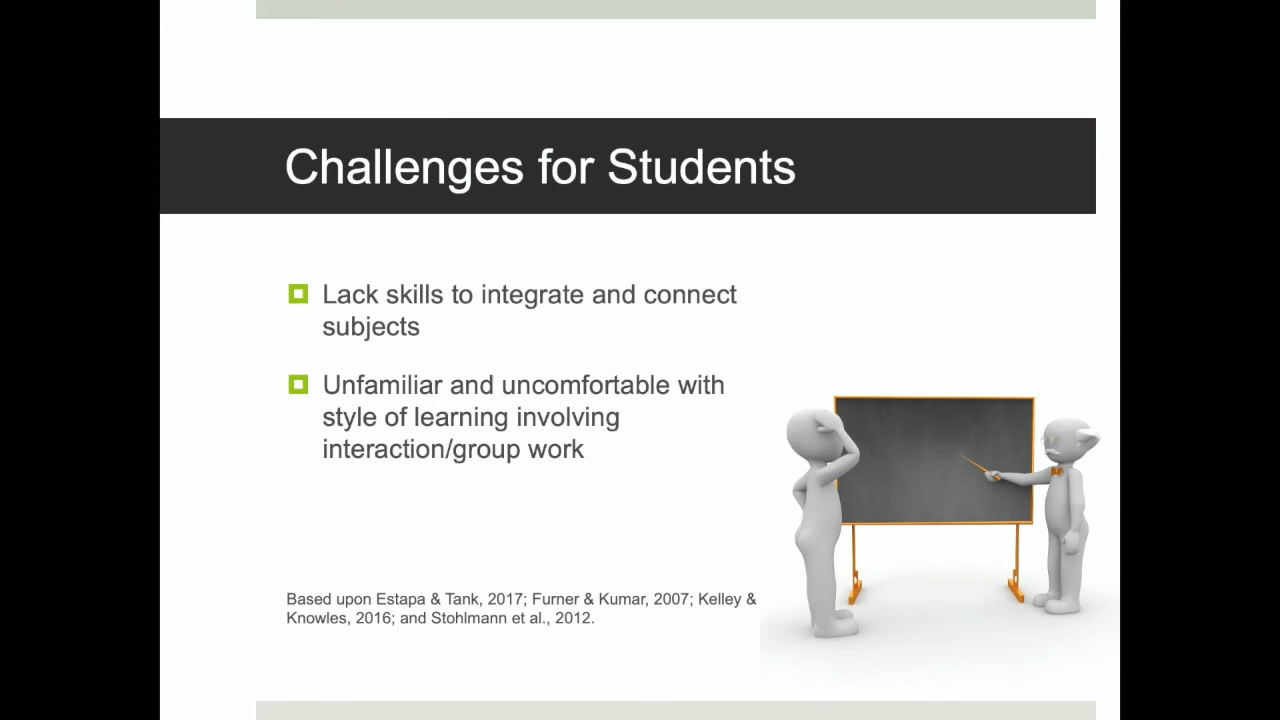 Challenges for Students
Lack skills to integrate and connect
subjects
Unfamiliar and uncomfortable with
style of learning involving
interaction/group work
Based upon Estapa & Tank, 2017; Furner & Kumar, 2007; Kelley &
Knowles, 2016; and Stohlmann et al., 2012.